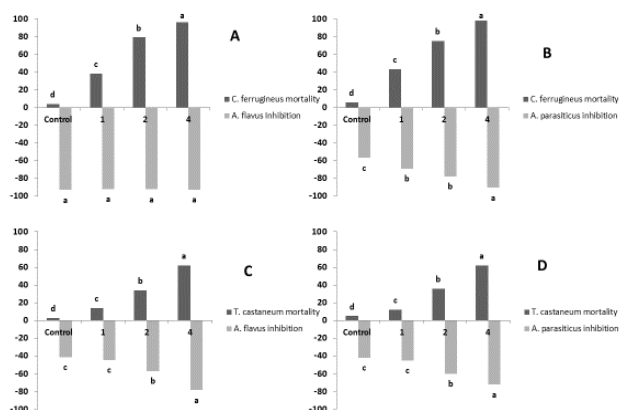 100
80
60
40
20
0
-20
-40
-60
-80
-100
d
c
b
a
Control
1
2
4
a
a
a
a
A
C. ferrugineus mortality
A. flavus inhibition
100
80
60
40
20
0
-20
-40
-60
-80
-100
d
c
b
a
Control
1
2
4
c
b
b
a
B
C. ferrugineus mortality
A. parasiticus inhibition
100
80
60
40
20
0
-20
-40
-60
-80
-100
d
c
b
a
Control
1
2
4
c
c
b
a
C
T. castaneum mortality
A. flavus inhibition
100
80
60
40
20
0
-20
-40
-60
-80
-100
d
c
b
a
Control
1
2
4
c
c
b
a
D
T. castaneum mortality
A. parasiticus inhibition